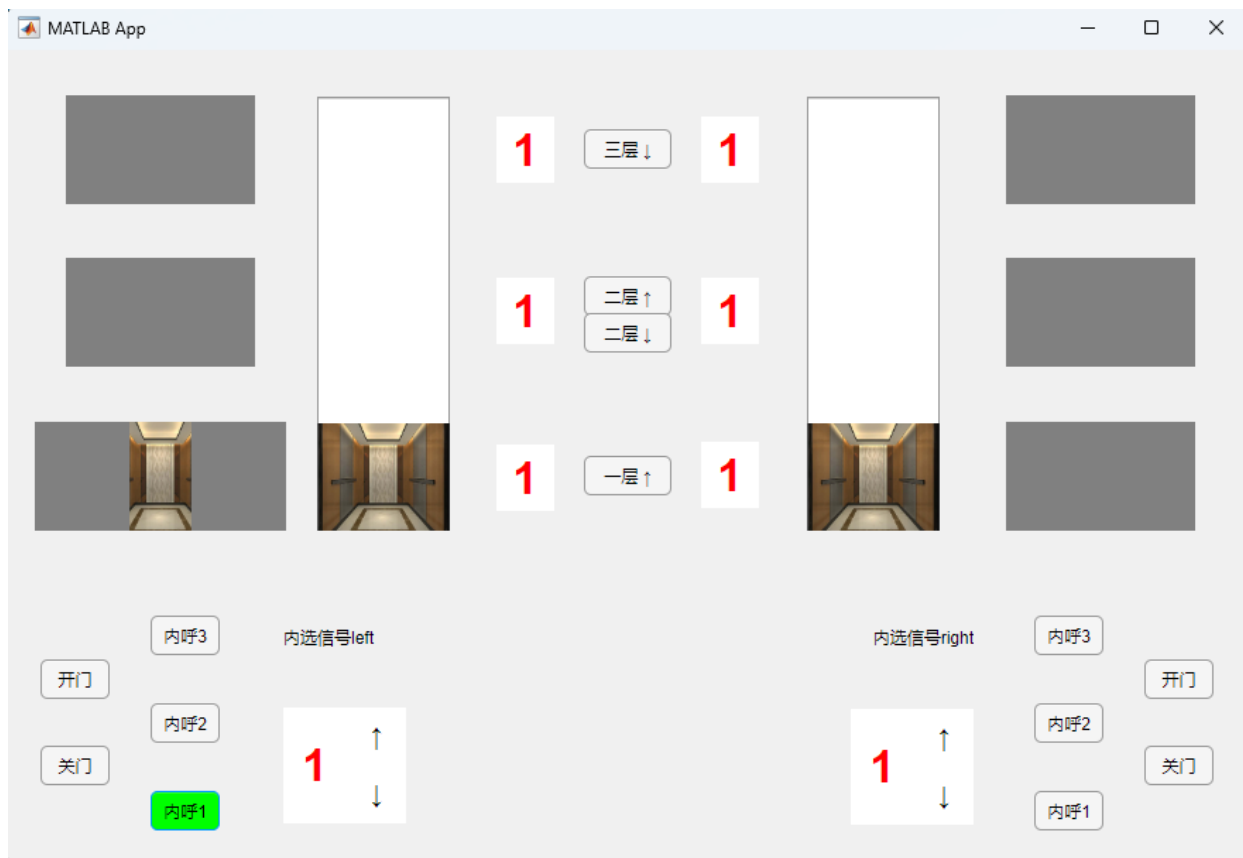 MATLAB App
1
三层↓
1
1
二层↑
1
二层↓
1
一层↑
1
内呼3
内选信号left
内选信号right
内呼3
开门
开门
内呼2
内呼2
1
↑
1
↑
关门
关门
↓
↓
内呼1
内呼1